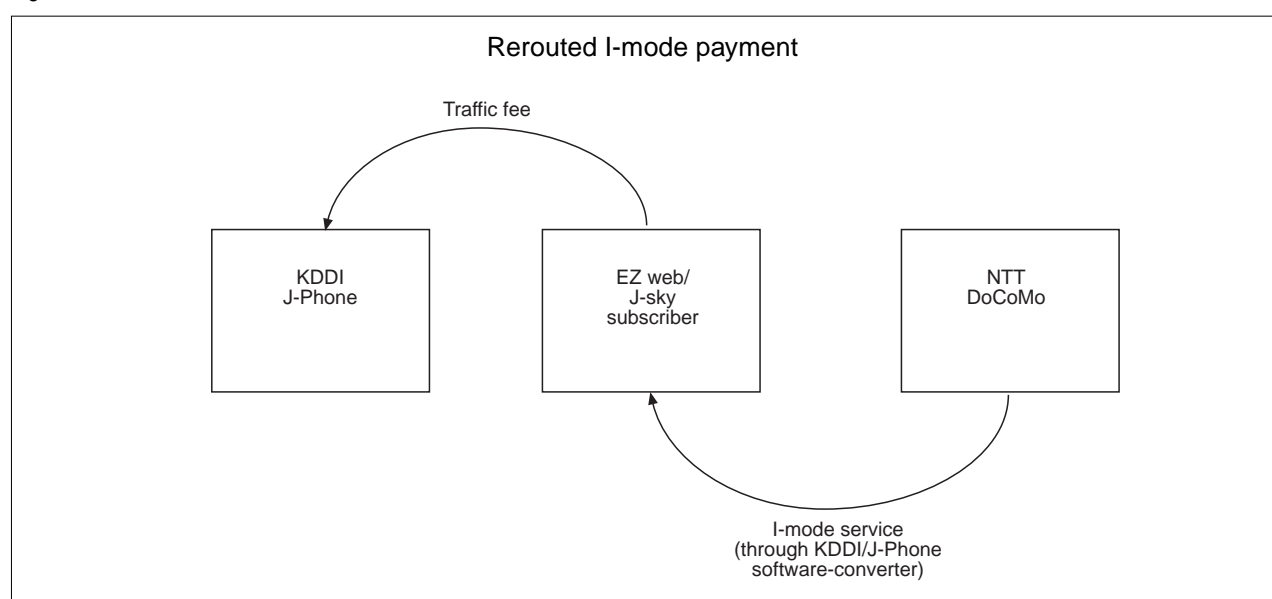 Rerouted I-mode payment
Traffic fee
KDDI
J-Phone
EZ web/
J-sky
subscriber
NTT
DoCoMo
I-mode service
(through KDDI/J-Phone
software-converter)